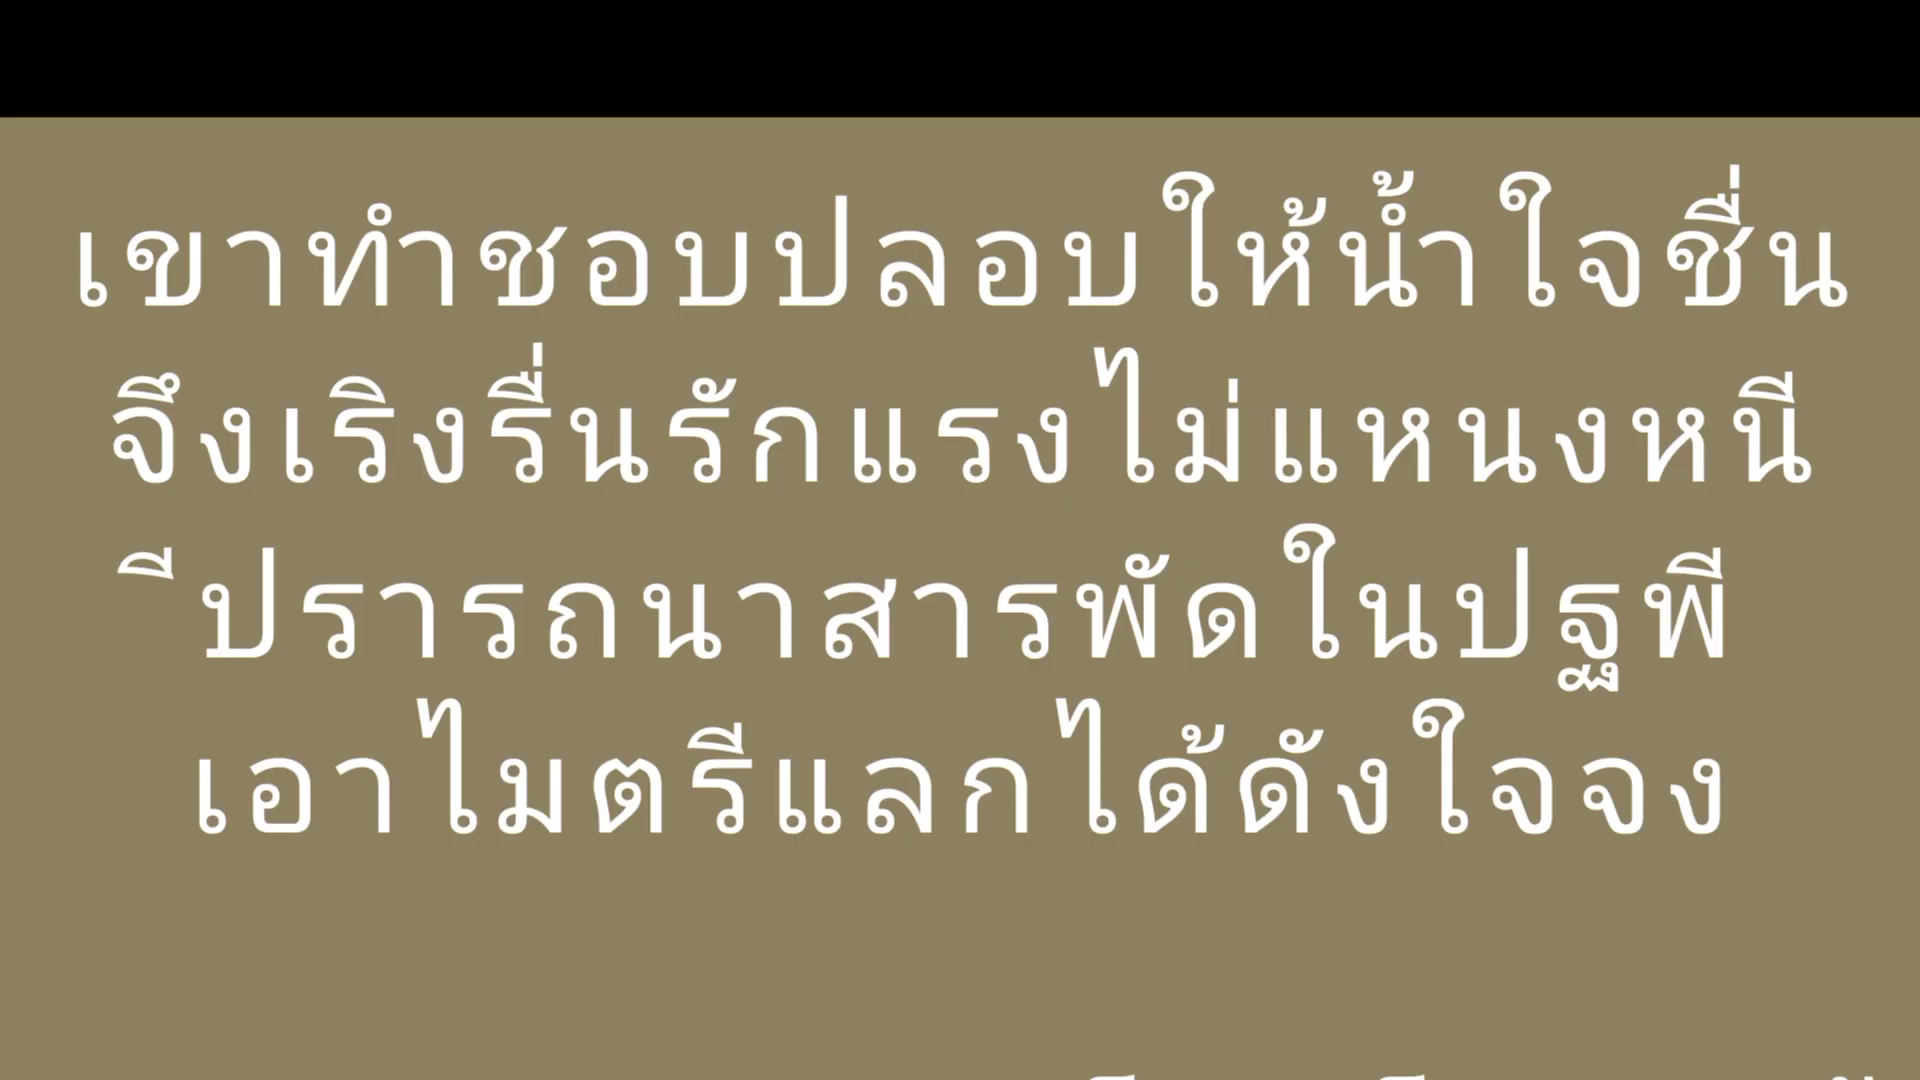 เขาทำชอบปลอบให้น้ำใจชื่น
จึงเริงรื่นรักแรงไม่แหนงหนี
ีปรารถนาสารพัดในปฐพี
เอาไมตรีแลกได้ดังใจจง